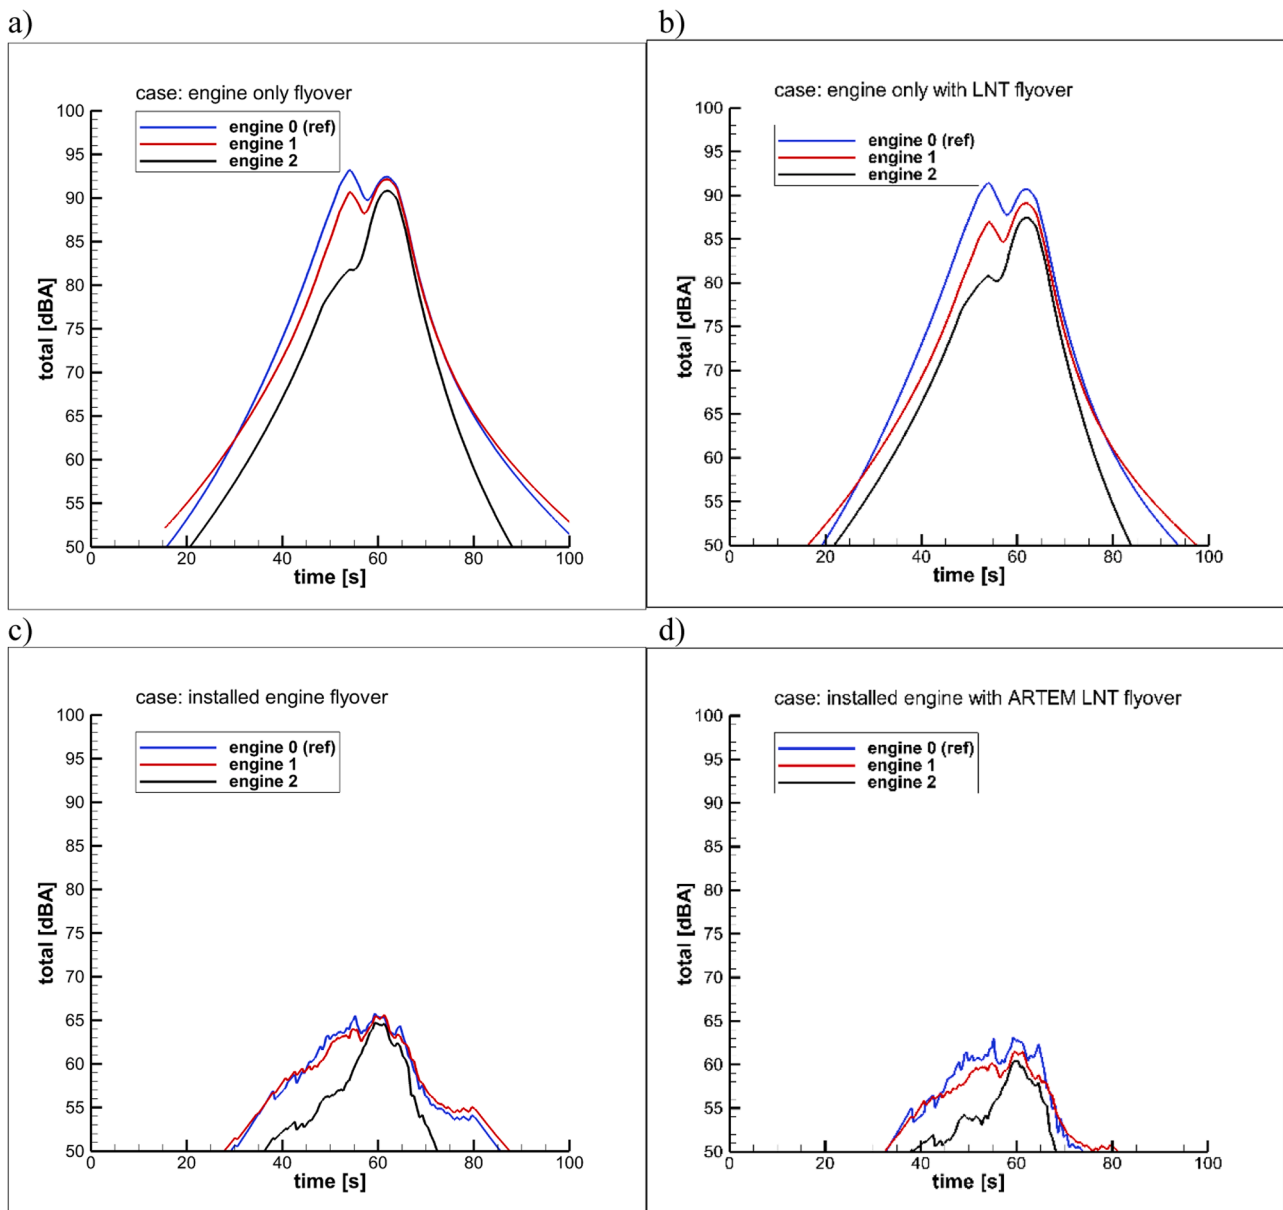 a)
case: engine only flyover
engine 0 (ref)
engine 1
engine 2
100
95
90
85
80
75
70
65
60
55
50
total [dBA]
0 20 40 60 80 100
time [s]
b)
case: engine only with LNT flyover
engine 0 (ref)
engine 1
engine 2
100
95
90
85
80
75
70
65
60
55
50
total [dBA]
0 20 40 60 80 100
time [s]
c)
case: installed engine flyover
engine 0 (ref)
engine 1
engine 2
100
95
90
85
80
75
70
65
60
55
50
total [dBA]
0 20 40 60 80 100
time [s]
d)
case: installed engine with ARTEM LNT flyover
engine 0 (ref)
engine 1
engine 2
100
95
90
85
80
75
70
65
60
55
50
total [dBA]
0 20 40 60 80 100
time [s]